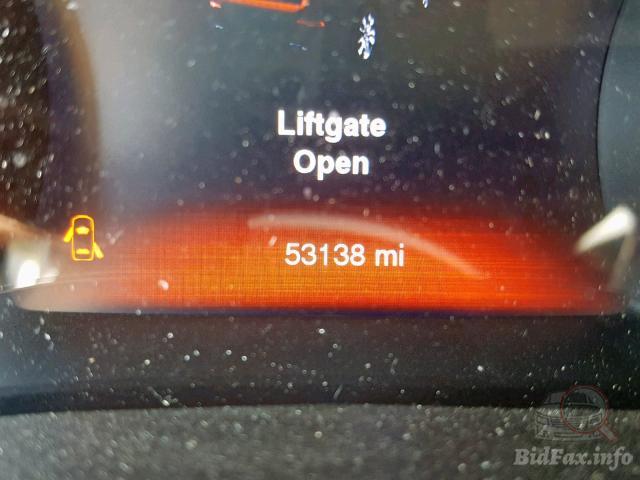 Liftgate
Open
53138 mi
BidFax.info